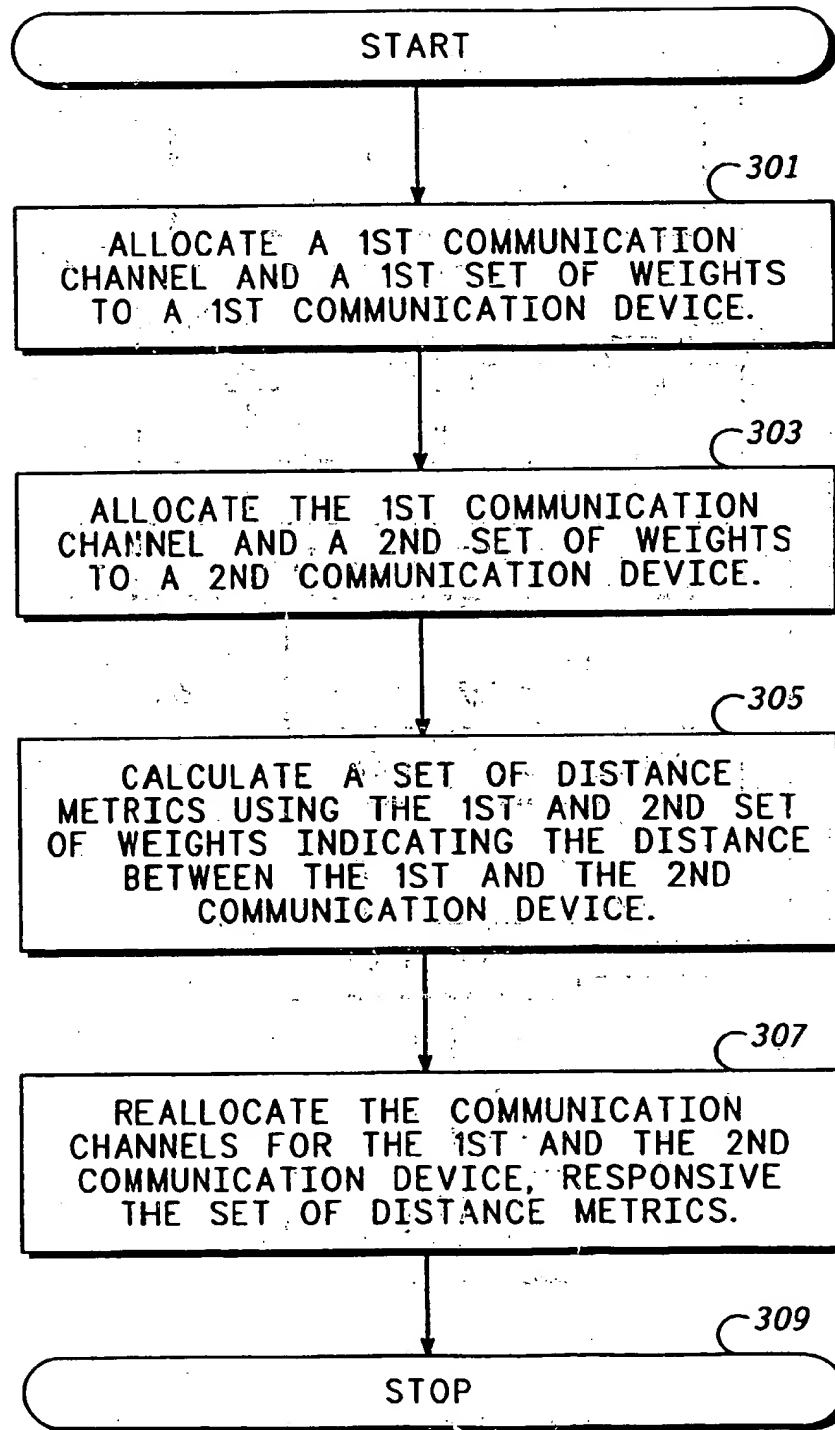 START
301
ALLOCATE A 1ST COMMUNICATION
CHANNEL AND A 1ST SET OF WEIGHTS
TO A 1ST COMMUNICATION DEVICE.
303
ALLOCATE THE 1ST COMMUNICATION
CHANNEL AND A 2ND SET OF WEIGHTS
TO A 2ND COMMUNICATION DEVICE.
305
CALCULATE A SET OF DISTANCE
METRICS USING THE 1ST AND 2ND SET
OF WEIGHTS INDICATING THE DISTANCE
BETWEEN THE 1ST AND THE 2ND
COMMUNICATION DEVICE.
307
REALLOCATE THE COMMUNICATION
CHANNELS FOR THE 1ST AND THE 2ND
COMMUNICATION DEVICE, RESPONSIVE
THE SET OF DISTANCE METRICS.
309
STOP